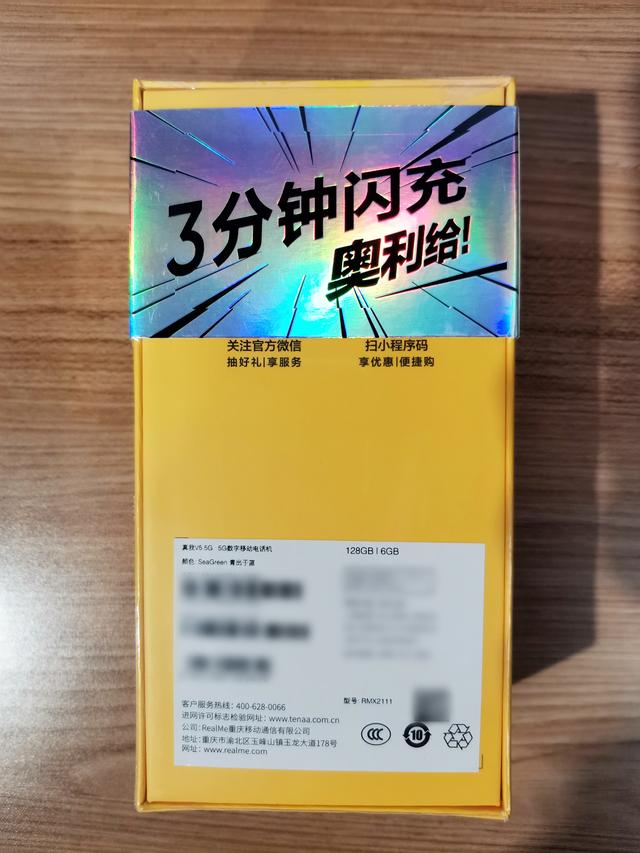 3分钟闪充
奥利给!
关注官方微信
抽好礼|享服务
扫小程序码
享优惠|便捷购
真我V5 5G 5G数字移动电话机
128GB | 6GB
颜色: SeaGreen 青出于蓝
型号: RMX2111
客户服务热线: 400-628-0066
进网许可标志检验网址: www.tenaa.com.cn
公司: RealMe重庆移动通信有限公司
地址: 重庆市渝北区玉峰山镇玉龙大道178号
网址: www.realme.com
CCC
10